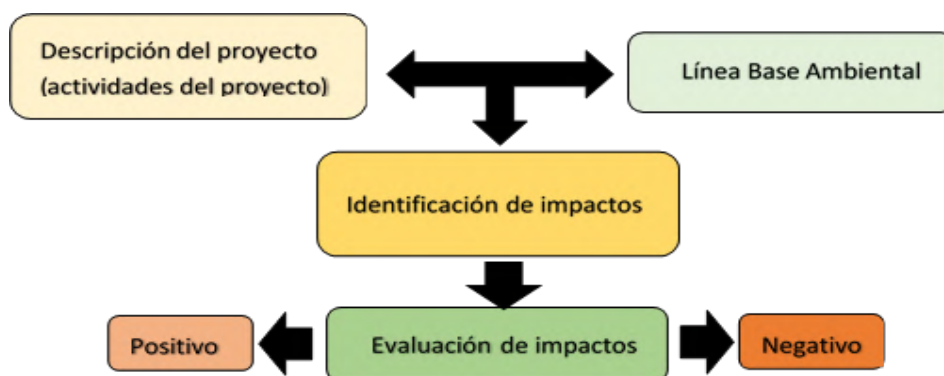 Descripción del proyecto
(actividades del proyecto)
Línea Base Ambiental
Identificación de impactos
Positivo
Evaluación de impactos
Negativo